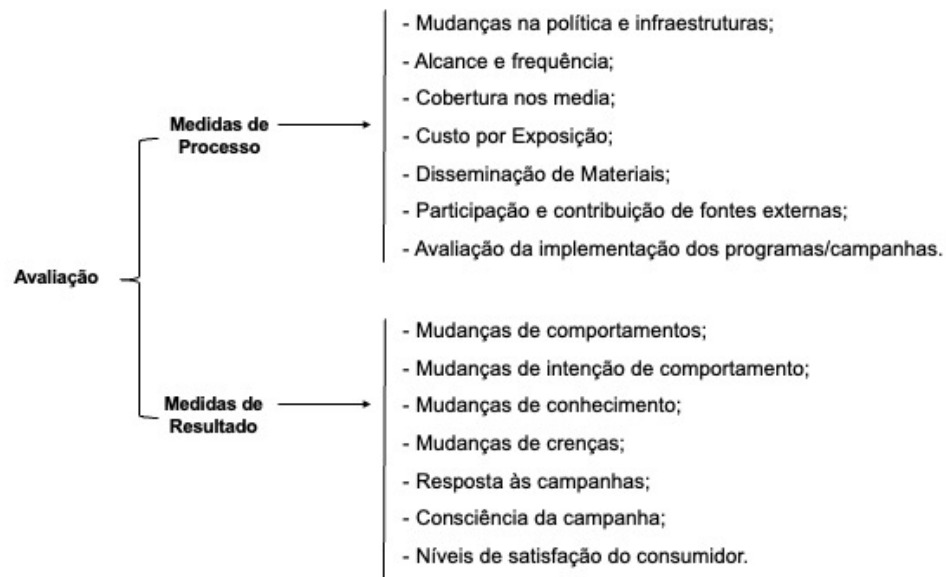 Avaliação
Medidas de
Processo
- Mudanças na política e infraestruturas;
- Alcance e frequência;
- Cobertura nos media;
- Custo por Exposição;
- Disseminação de Materiais;
- Participação e contribuição de fontes externas;
- Avaliação da implementação dos programas/campanhas.
Medidas de
Resultado
- Mudanças de comportamentos;
- Mudanças de intenção de comportamento;
- Mudanças de conhecimento;
- Mudanças de crenças;
- Resposta às campanhas;
- Consciência da campanha;
- Níveis de satisfação do consumidor.